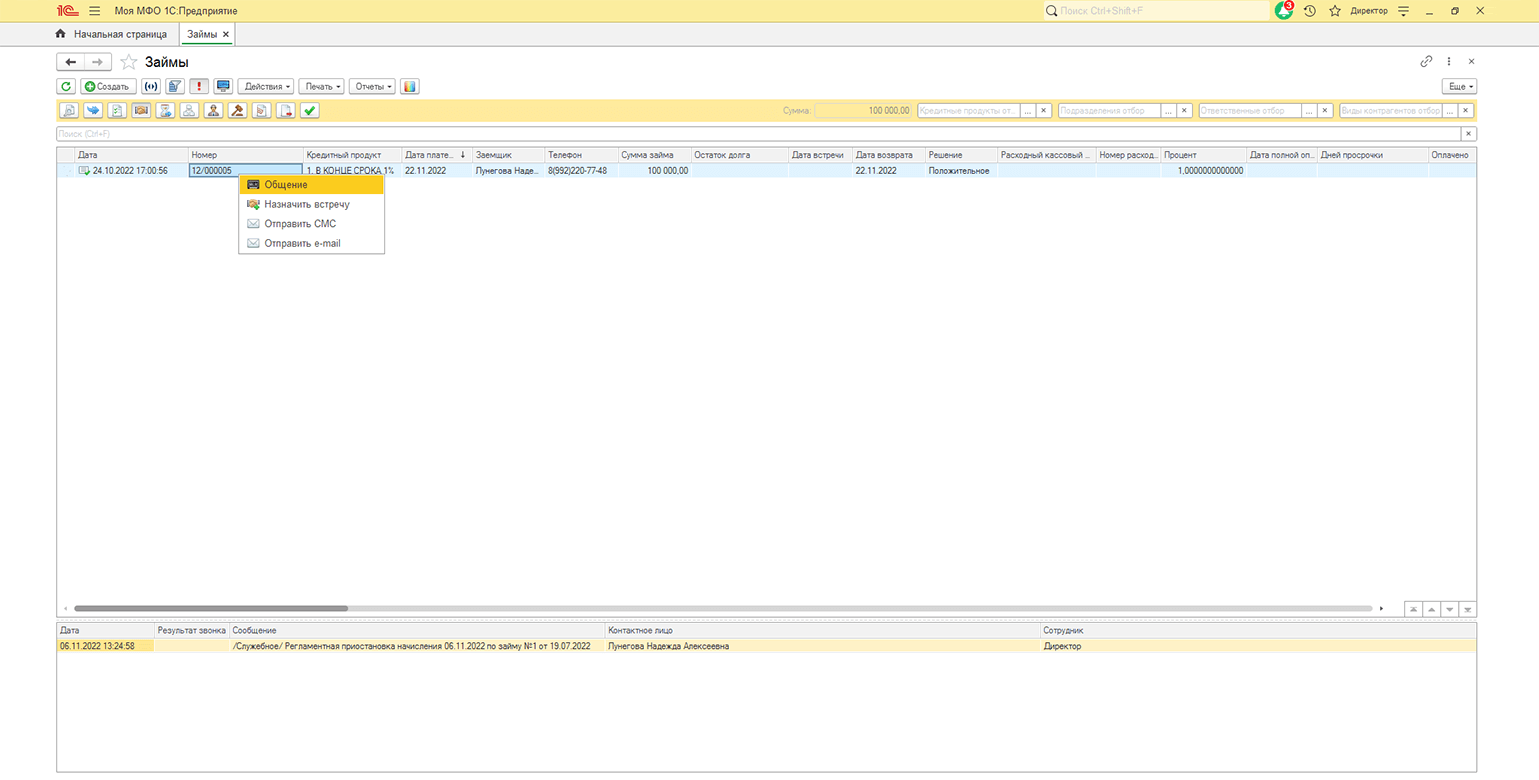 1С Моя МФО 1С:Предприятие Поиск Ctrl+Shift+F 3 Директор
Начальная страница Займы ×
Займы
Создать Действия Печать Отчеты Еще
Сумма: 100 000,00 Кредитные продукты от... ... × Подразделения отбор ... × Ответственные отбор ... × Виды контрагентов отбор ... ×
Поиск (Ctrl+F) ×
Дата Номер Кредитный продукт Дата плате... ↓ Заемщик Телефон Сумма займа Остаток долга Дата встречи Дата возврата Решение Расходный кассовый ... Номер расход... Процент Дата полной оп... Дней просрочки Оплачено
24.10.2022 17:00:56 12/000005 1. В КОНЦЕ СРОКА 1% 22.11.2022 Лунегова Наде... 8(992)220-77-48 100 000,00 22.11.2022 Положительное 1,0000000000000
Общение
Назначить встречу
Отправить СМС
Отправить e-mail
Дата Результат звонка Сообщение Контактное лицо Сотрудник
06.11.2022 13:24:58 /Служебное/ Регламентная приостановка начисления 06.11.2022 по займу №1 от 19.07.2022 Лунегова Надежда Алексеевна Директор